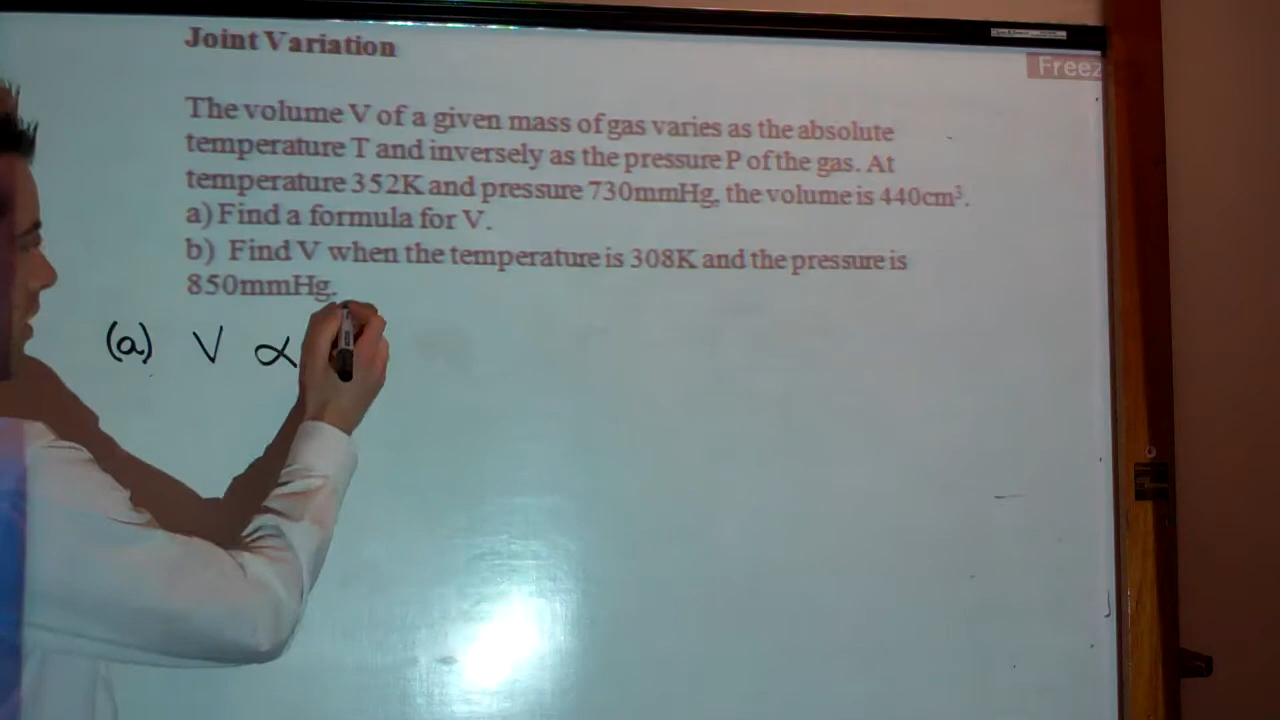 Joint Variation
Freez
The volume V of a given mass of gas varies as the absolute
temperature T and inversely as the pressure P of the gas. At
temperature 352K and pressure 730mmHg, the volume is 440cm³.
a) Find a formula for V.
b) Find V when the temperature is 308K and the pressure is
850mmHg.
(a) V ∝